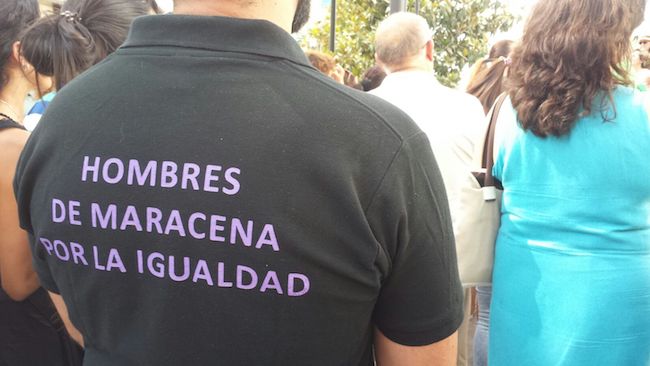 HOMBRES
DE MARACENA
POR LA IGUALDAD